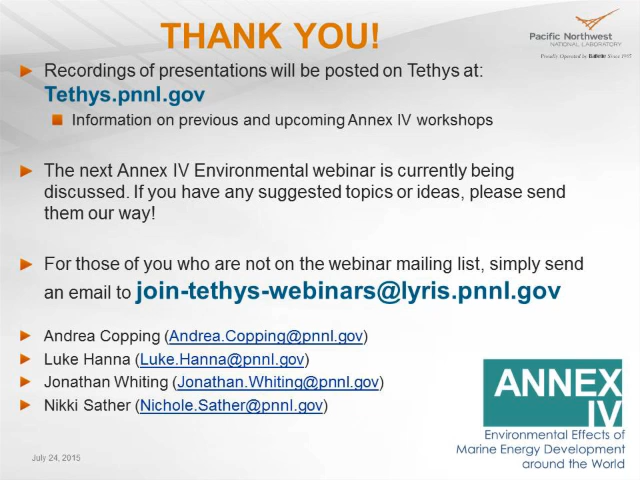 THANK YOU!
Pacific Northwest
NATIONAL LABORATORY
Proudly Operated by Battelle Since 1965
Recordings of presentations will be posted on Tethys at:
Tethys.pnnl.gov
Information on previous and upcoming Annex IV workshops
The next Annex IV Environmental webinar is currently being
discussed. If you have any suggested topics or ideas, please send
them our way!
For those of you who are not on the webinar mailing list, simply send
an email to join-tethys-webinars@lyris.pnnl.gov
Andrea Copping (Andrea.Copping@pnnl.gov)
Luke Hanna (Luke.Hanna@pnnl.gov)
Jonathan Whiting (Jonathan.Whiting@pnnl.gov)
Nikki Sather (Nichole.Sather@pnnl.gov)
ANNEX
IV
Environmental Effects of
Marine Energy Development
around the World
July 24, 2015